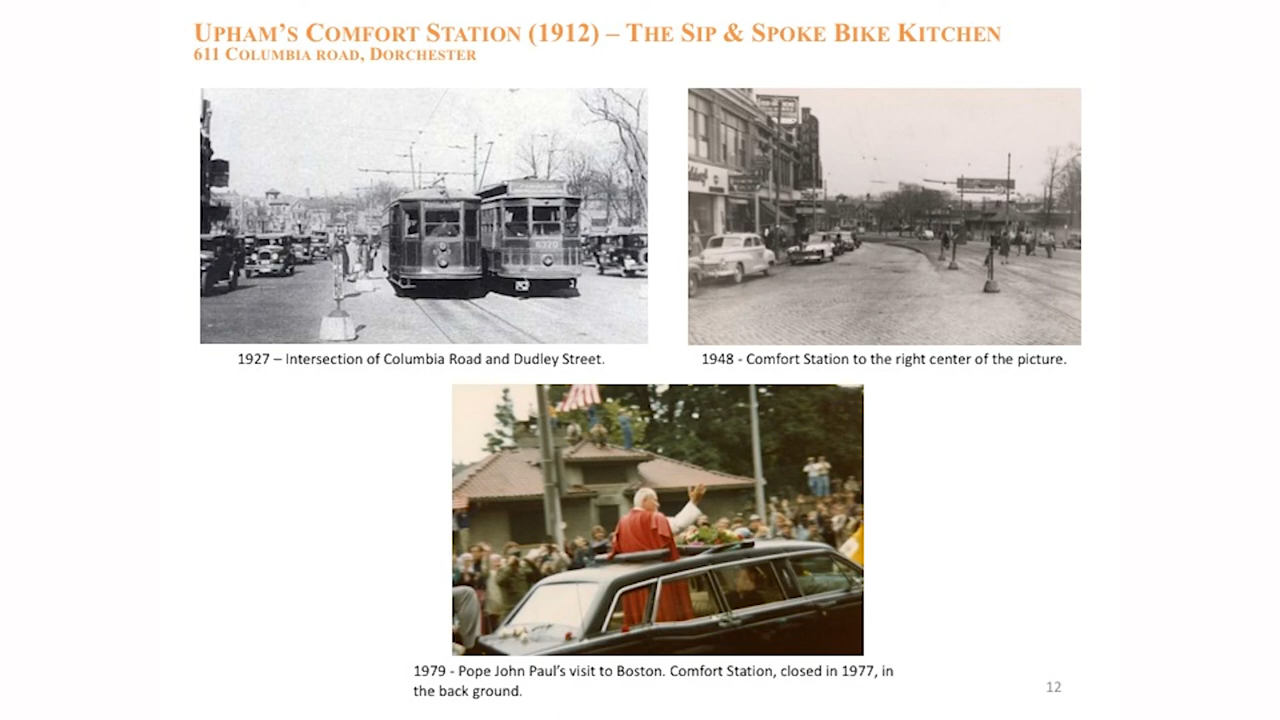 UPHAM'S COMFORT STATION (1912) – THE SIP & SPOKE BIKE KITCHEN
611 COLUMBIA ROAD, DORCHESTER
6370
1927 – Intersection of Columbia Road and Dudley Street.
1948 - Comfort Station to the right center of the picture.
1979 - Pope John Paul's visit to Boston. Comfort Station, closed in 1977, in
the back ground.
12